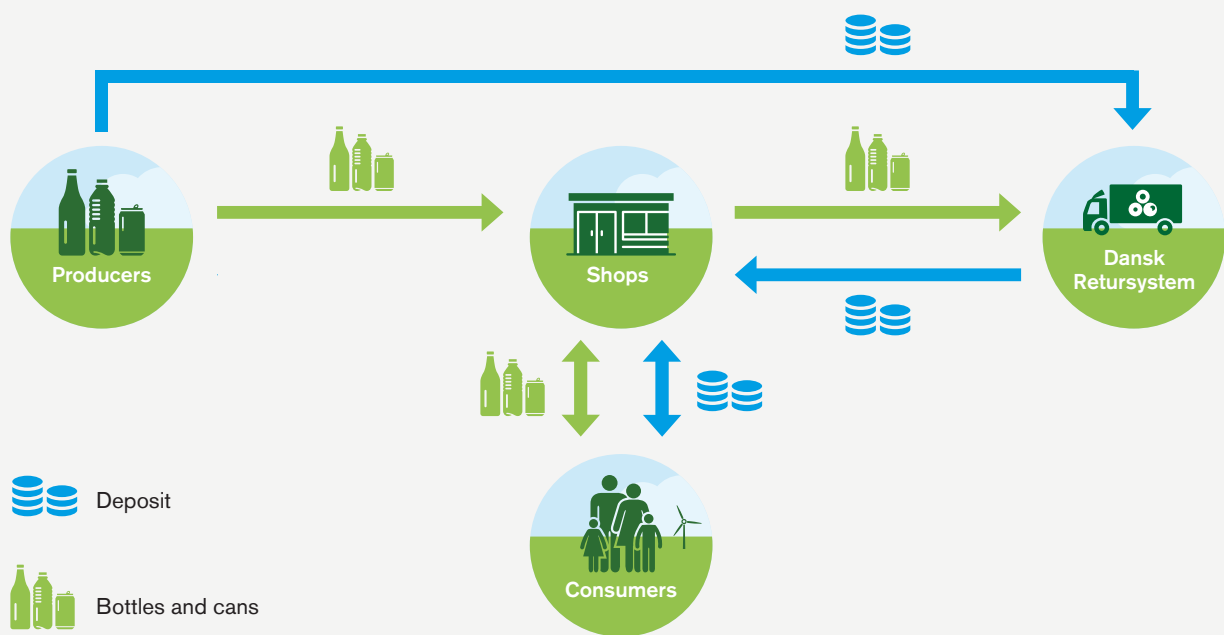 Producers
Shops
Dansk
Retursystem
Deposit
Consumers
Bottles and cans